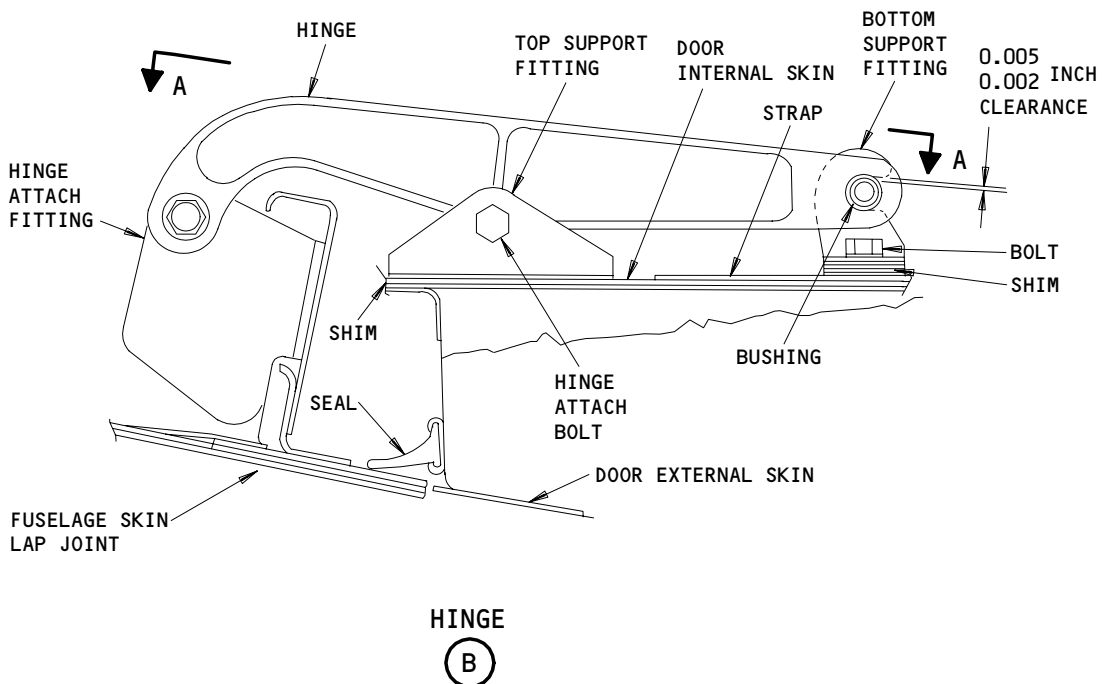 HINGE
A
TOP SUPPORT
FITTING
DOOR
INTERNAL SKIN
STRAP
BOTTOM
SUPPORT
FITTING
0.005
0.002 INCH
CLEARANCE
A
HINGE
ATTACH
FITTING
BOLT
SHIM
SHIM
BUSHING
HINGE
ATTACH
BOLT
SEAL
DOOR EXTERNAL SKIN
FUSELAGE SKIN
LAP JOINT
HINGE
B